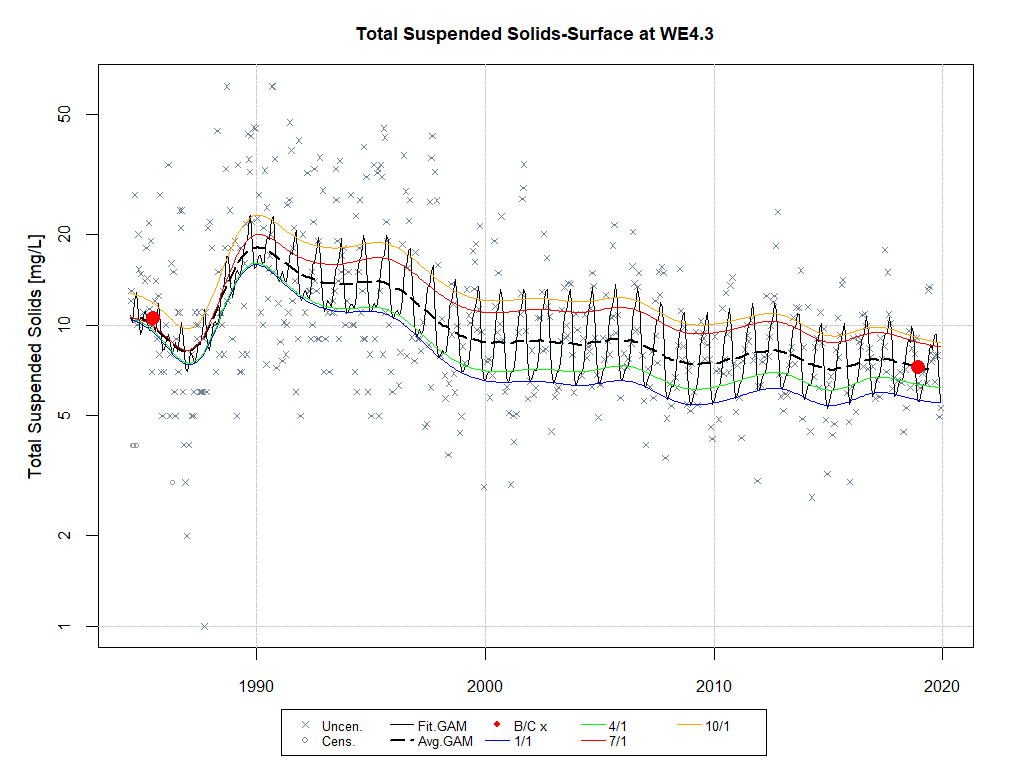 Total Suspended Solids-Surface at WE4.3
Total Suspended Solids [mg/L]
50
20
10
5
2
1
1990 2000 2010 2020
Uncen. Fit.GAM B/C x 4/1 10/1
Cens. Avg.GAM 1/1 7/1